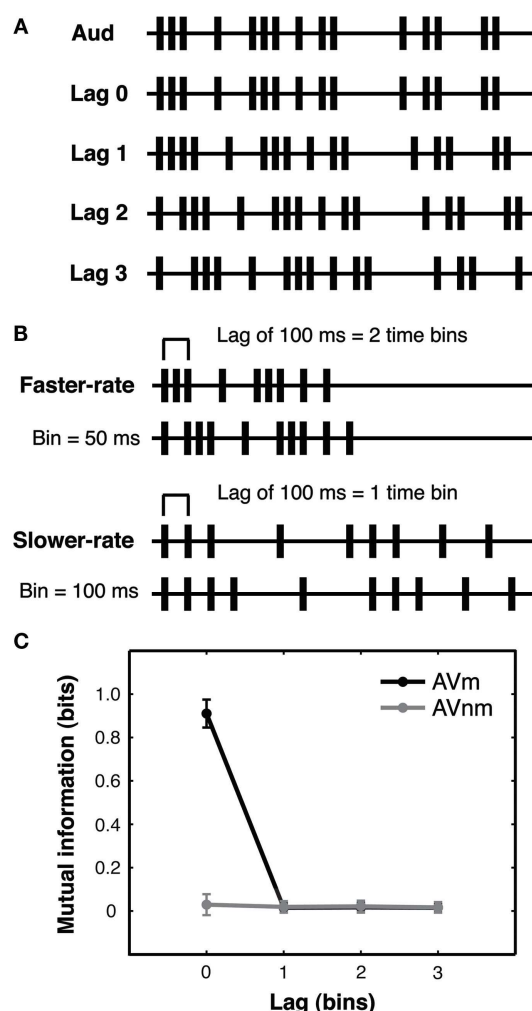 A
Aud
Lag 0
Lag 1
Lag 2
Lag 3
B
Lag of 100 ms = 2 time bins
Faster-rate
Bin = 50 ms
Lag of 100 ms = 1 time bin
Slower-rate
Bin = 100 ms
C
AVm
AVnm
Mutual information (bits)
1.0
0.8
0.6
0.4
0.2
0
0 1 2 3
Lag (bins)